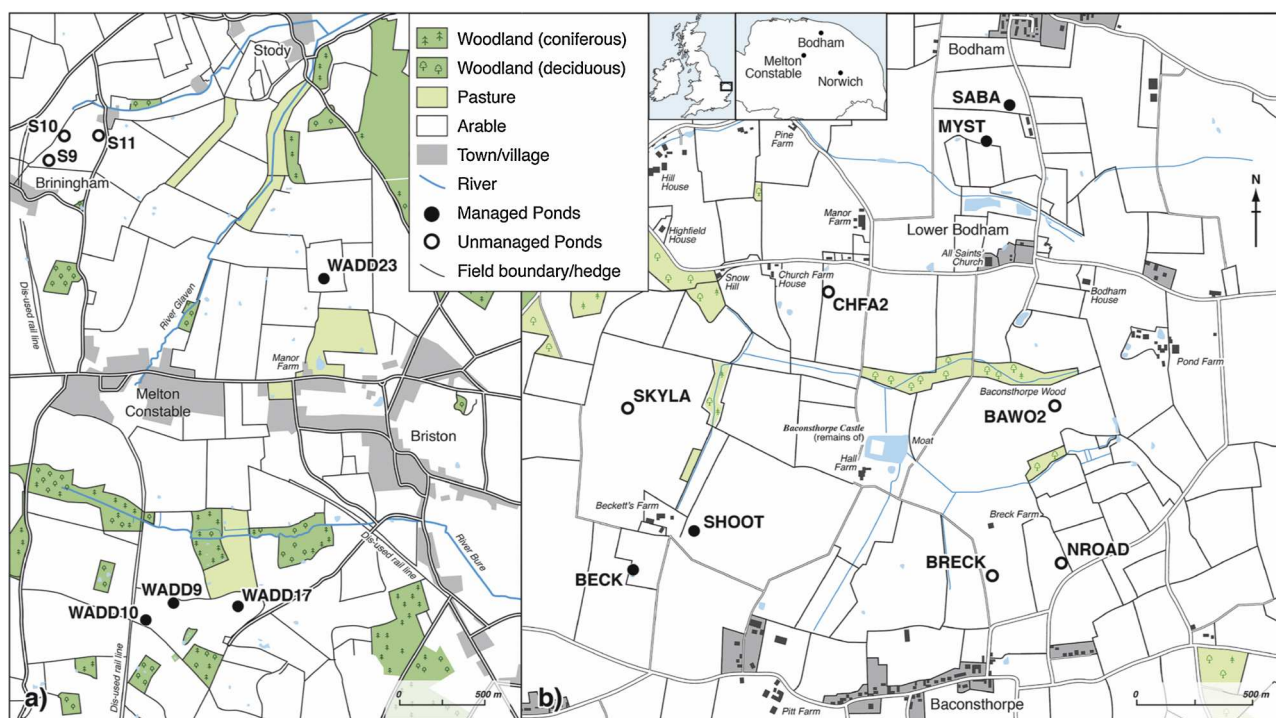 Stody
S10
S11
S9
Briningham
WADD23
Dis-used rail line
River Glaven
Manor
Farm
Melton
Constable
Briston
Dis-used rail line
River Bure
WADD9
WADD17
WADD10
Dis-used rail line
a)
0
500 m
Woodland (coniferous)
Woodland (deciduous)
Pasture
Arable
Town/village
River
Managed Ponds
Unmanaged Ponds
Field boundary/hedge
Bodham
Melton
Constable
Norwich
Bodham
SABA
MYST
Pine
Farm
Hill
House
N
Manor
Farm
Highfield
House
Lower Bodham
All Saints'
Church
Snow
Hill
Church Farm
House
CHFA2
Bodham
House
Pond Farm
SKYLA
Baconsthorpe Wood
BAWO2
Baconsthorpe Castle
(remains of)
Moat
Hall
Farm
Beckett's Farm
SHOOT
Breck Farm
NROAD
BRECK
BECK
Pitt Farm
Baconsthorpe
b)
0
500 m